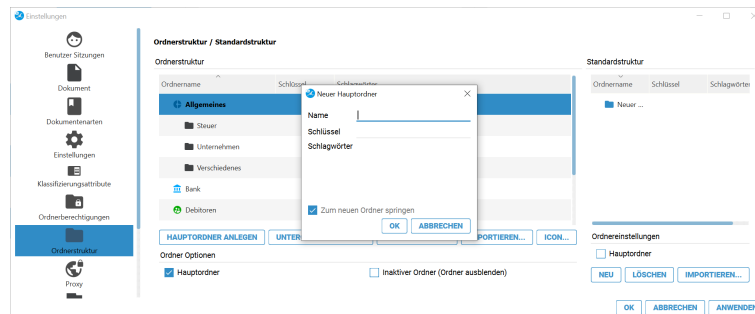 Einstellungen
Benutzer Sitzungen
Dokument
Dokumentenarten
Einstellungen
Klassifizierungsattribute
Ordnerberechtigungen
Ordnerstruktur
Proxy
Ordnerstruktur / Standardstruktur
Ordnerstruktur
Ordnername Schlüssel Schlagwörter
Allgemeines
Steuer
Unternehmen
Verschiedenes
Bank
Debitoren
HAUPTORDNER ANLEGEN UNTER PORTIEREN... ICON...
Ordner Optionen
Hauptordner Inaktiver Ordner (Ordner ausblenden)
Neuer Hauptordner
Name
Schlüssel
Schlagwörter
Zum neuen Ordner springen
OK ABBRECHEN
Standardstruktur
Ordnername Schlüssel Schlagwörter
Neuer ...
Ordnereinstellungen
Hauptordner
NEU LÖSCHEN IMPORTIEREN...
OK ABBRECHEN ANWENDEN